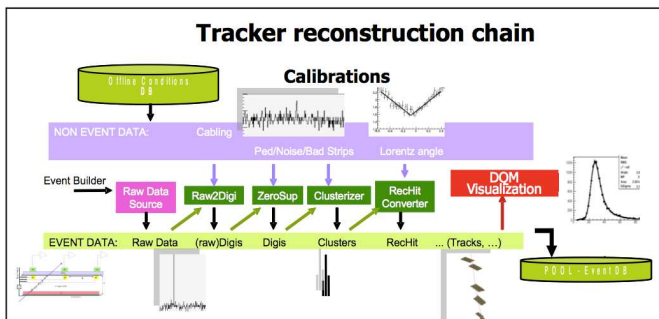 Tracker reconstruction chain
Offline Conditions
DB
Calibrations
NON EVENT DATA:
Cabling
Ped/Noise/Bad Strips
Lorentz angle
Event Builder
Raw Data
Source
Raw2Digi
ZeroSup
Clusterizer
RecHit
Converter
DQM
Visualization
EVENT DATA:
Raw Data
(raw)Digis
Digis
Clusters
RecHit
... (Tracks, ...)
POOL - Event DB